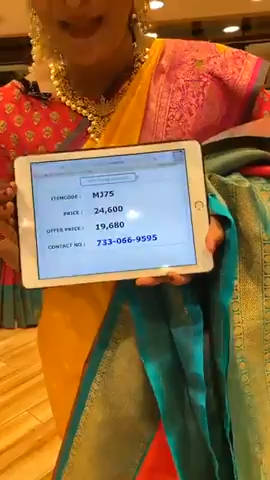 ITEMCODE : MJ75
PRICE : 24,600
OFFER PRICE : 19,680
CONTACT NO : 733-066-9595